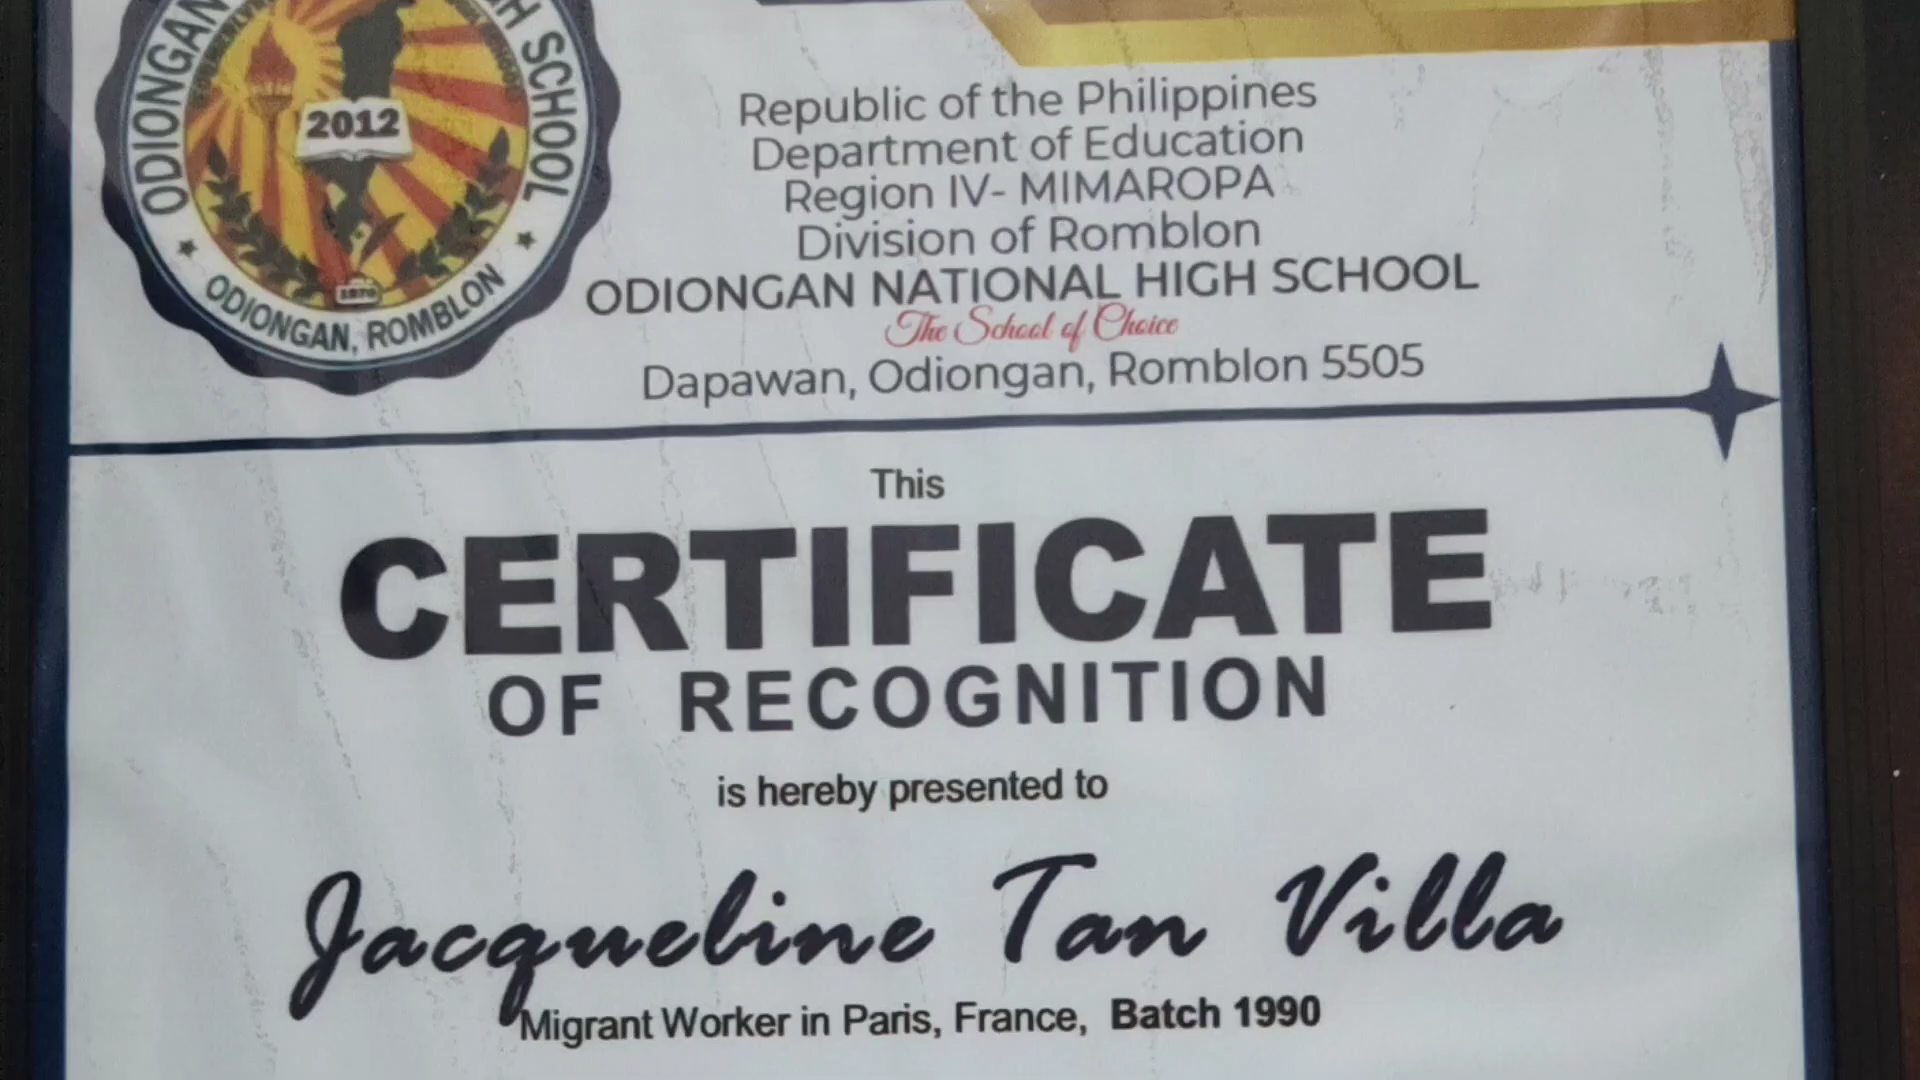 ODIONGAN
H SCHOOL
2012
1970
ODIONGAN, ROMBLON
Republic of the Philippines
Department of Education
Region IV- MIMAROPA
Division of Romblon
ODIONGAN NATIONAL HIGH SCHOOL
The School of Choice
Dapawan, Odiongan, Romblon 5505
This
CERTIFICATE
OF RECOGNITION
is hereby presented to
Jacqueline Tan Villa
Migrant Worker in Paris, France, Batch 1990